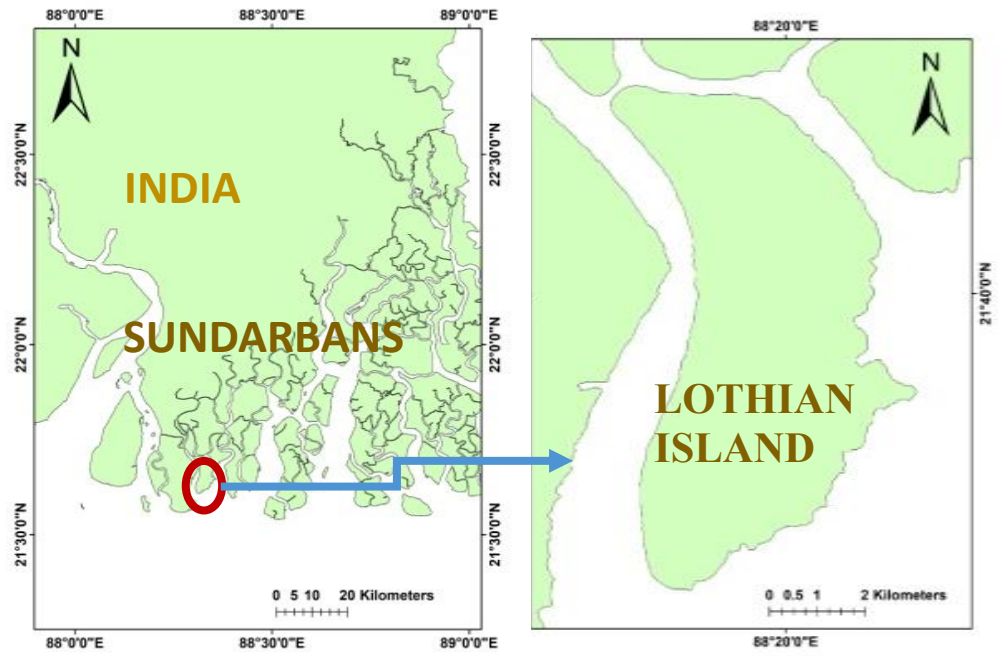 88°0'0"E 88°30'0"E 89°0'0"E
N
22°30'0"N
22°0'0"N
21°30'0"N
INDIA
SUNDARBANS
22°30'0"N
22°0'0"N
21°30'0"N
0 5 10 20 Kilometers
88°0'0"E 88°30'0"E 89°0'0"E
88°20'0"E
N
21°40'0"N
LOTHIAN
ISLAND
0 0.5 1 2 Kilometers
88°20'0"E